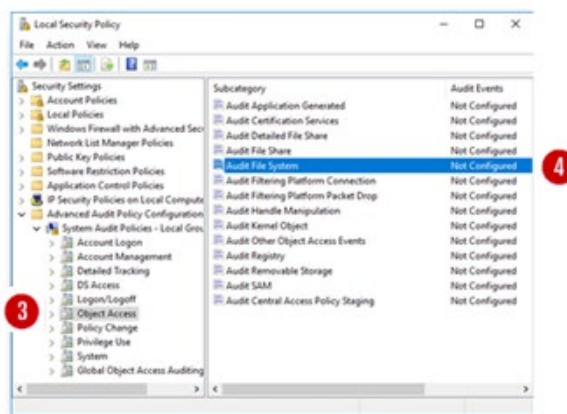 Local Security Policy
File Action View Help
Security Settings
Account Policies
Local Policies
Windows Firewall with Advanced Secu
Network List Manager Policies
Public Key Policies
Software Restriction Policies
Application Control Policies
IP Security Policies on Local Compute
Advanced Audit Policy Configuration
System Audit Policies - Local Grou
Account Logon
Account Management
Detailed Tracking
DS Access
Logon/Logoff
3
Object Access
Policy Change
Privilege Use
System
Global Object Access Auditing
Subcategory Audit Events
Audit Application Generated Not Configured
Audit Certification Services Not Configured
Audit Detailed File Share Not Configured
Audit File Share Not Configured
Audit File System Not Configured
4
Audit Filtering Platform Connection Not Configured
Audit Filtering Platform Packet Drop Not Configured
Audit Handle Manipulation Not Configured
Audit Kernel Object Not Configured
Audit Other Object Access Events Not Configured
Audit Registry Not Configured
Audit Removable Storage Not Configured
Audit SAM Not Configured
Audit Central Access Policy Staging Not Configured